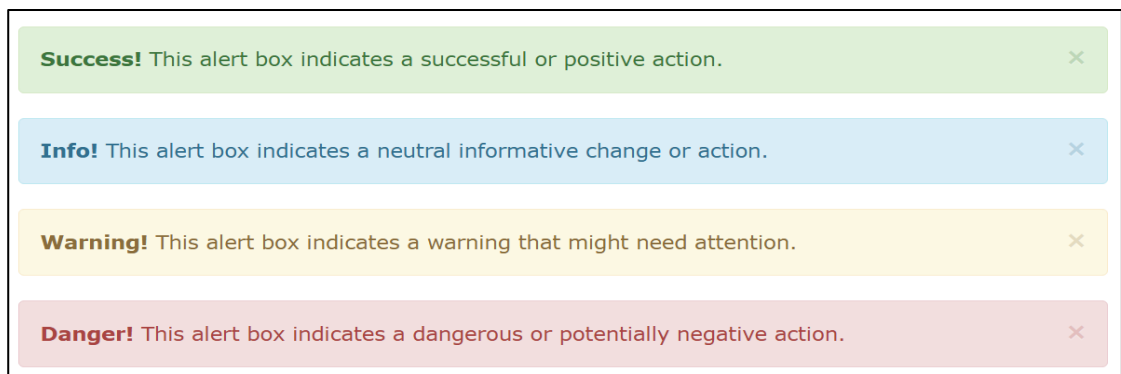 Success! This alert box indicates a successful or positive action. ×
Info! This alert box indicates a neutral informative change or action. ×
Warning! This alert box indicates a warning that might need attention. ×
Danger! This alert box indicates a dangerous or potentially negative action. ×